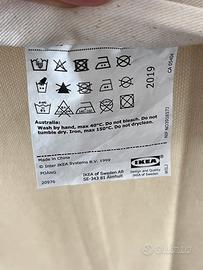 Australia:
Wash by hand, max 40°C. Do not bleach. Do not
tumble dry. Iron, max 150°C. Do not dryclean.
Made in China
© Inter IKEA Systems B.V. 1999
POÄNG
20976
IKEA of Sweden AB
SE-343 81 Älmhult
IKEA
Design and Quality
IKEA of Sweden
2019